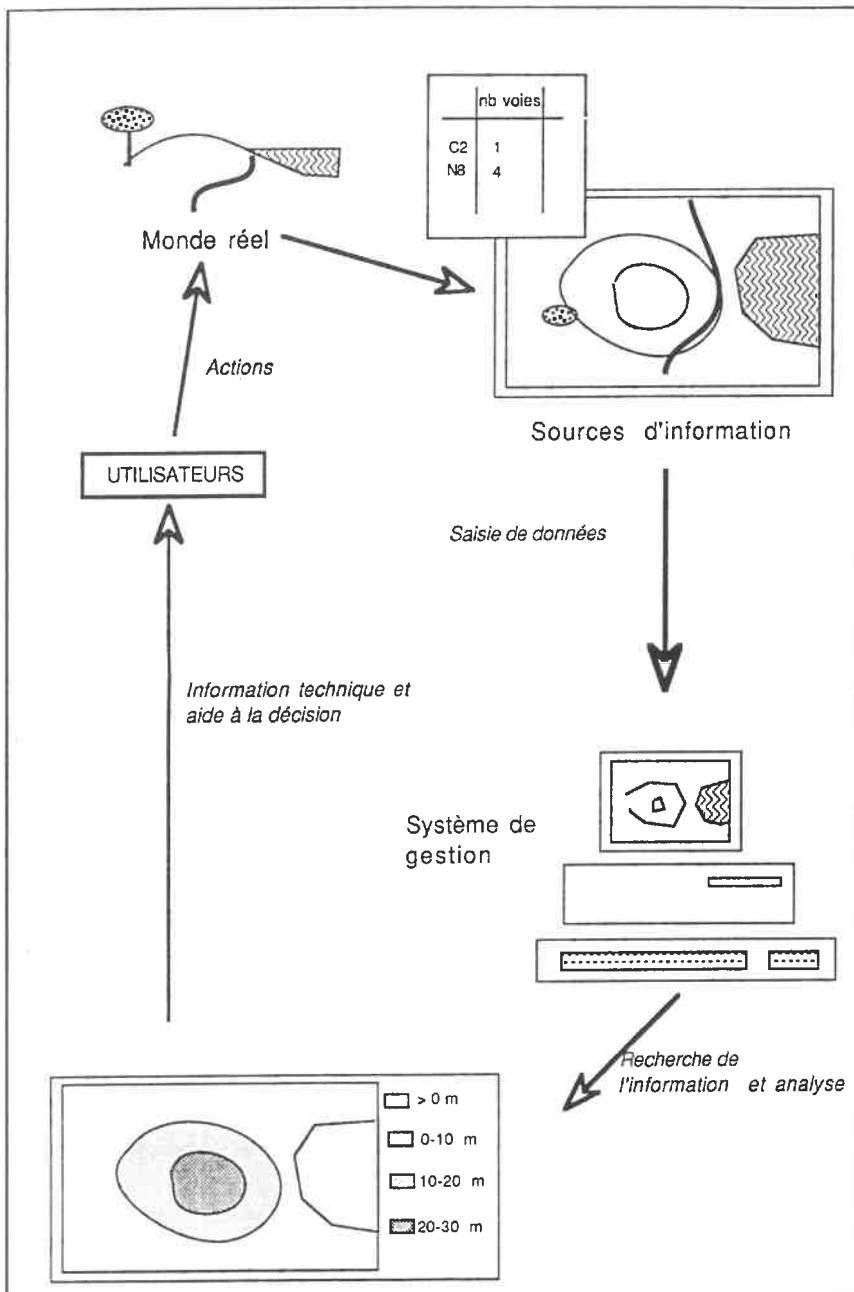 nb voies
C2 1
N8 4
Monde réel
Actions
Sources d'information
UTILISATEURS
Saisie de données
Information technique et
aide à la décision
Système de
gestion
Recherche de
l'information et analyse
> 0 m
0-10 m
10-20 m
20-30 m